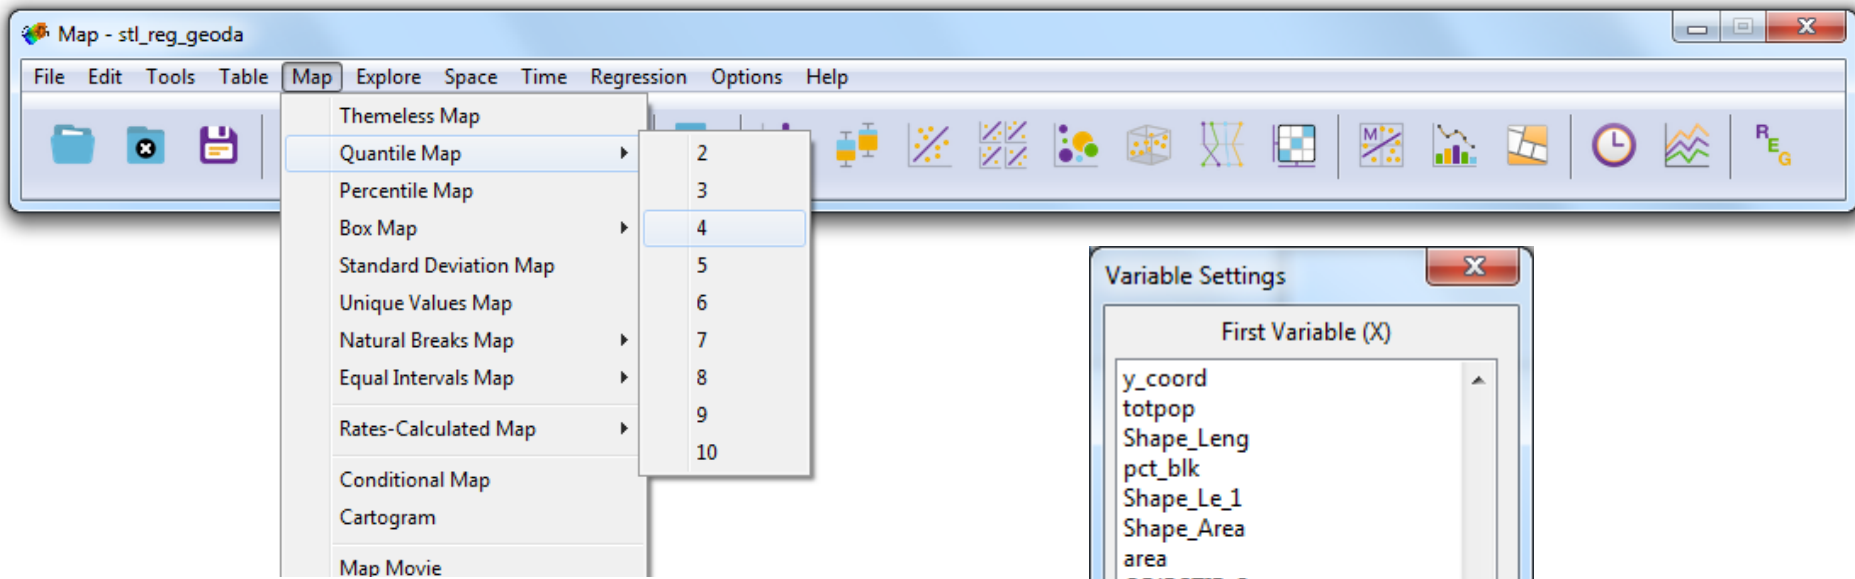 Map - stl_reg_geoda
File Edit Tools Table Map Explore Space Time Regression Options Help
M
R
E
G
Themeless Map
Quantile Map
Percentile Map
Box Map
Standard Deviation Map
Unique Values Map
Natural Breaks Map
Equal Intervals Map
Rates-Calculated Map
Conditional Map
Cartogram
Map Movie
2
3
4
5
6
7
8
9
10
Variable Settings
First Variable (X)
y_coord
totpop
Shape_Leng
pct_blk
Shape_Le_1
Shape_Area
area